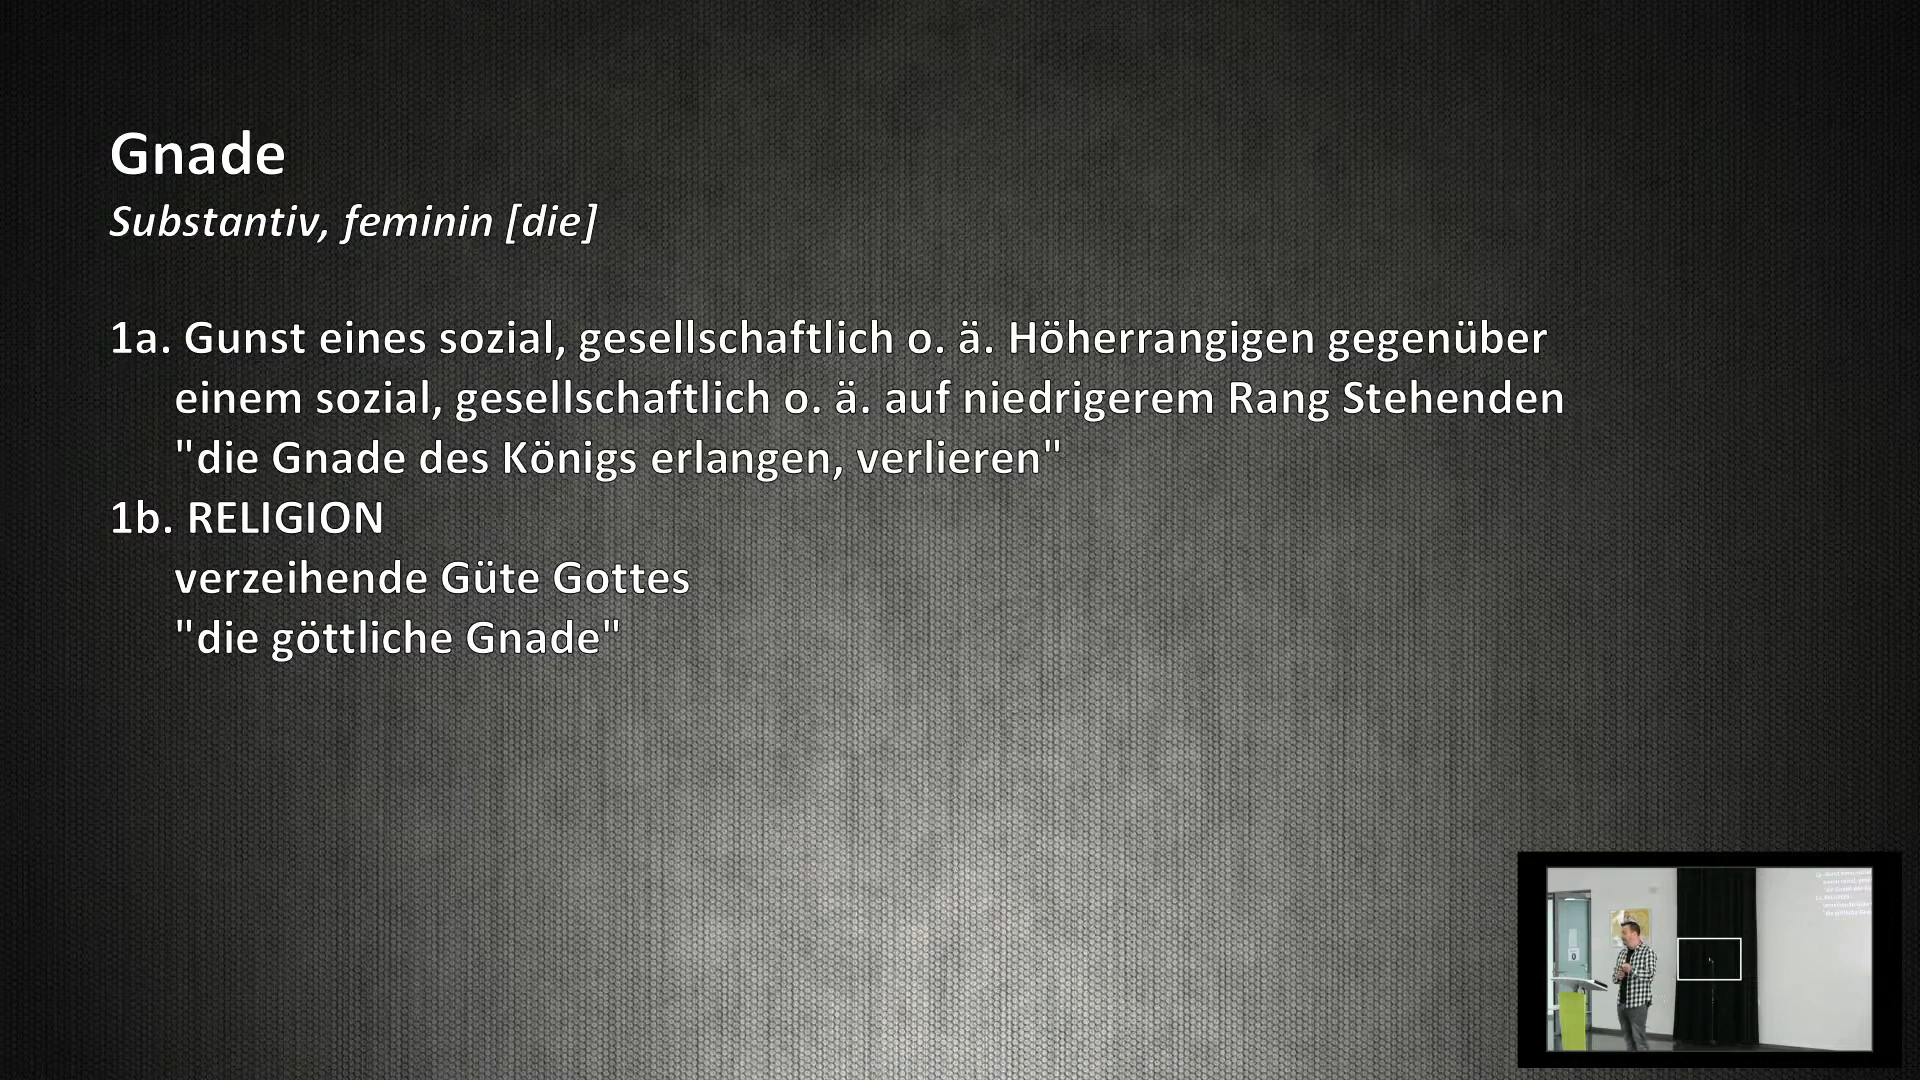 Gnade
Substantiv, feminin [die]
1a. Gunst eines sozial, gesellschaftlich o. ä. Höherrangigen gegenüber
einem sozial, gesellschaftlich o. ä. auf niedrigerem Rang Stehenden
"die Gnade des Königs erlangen, verlieren"
1b. RELIGION
verzeihende Güte Gottes
"die göttliche Gnade"